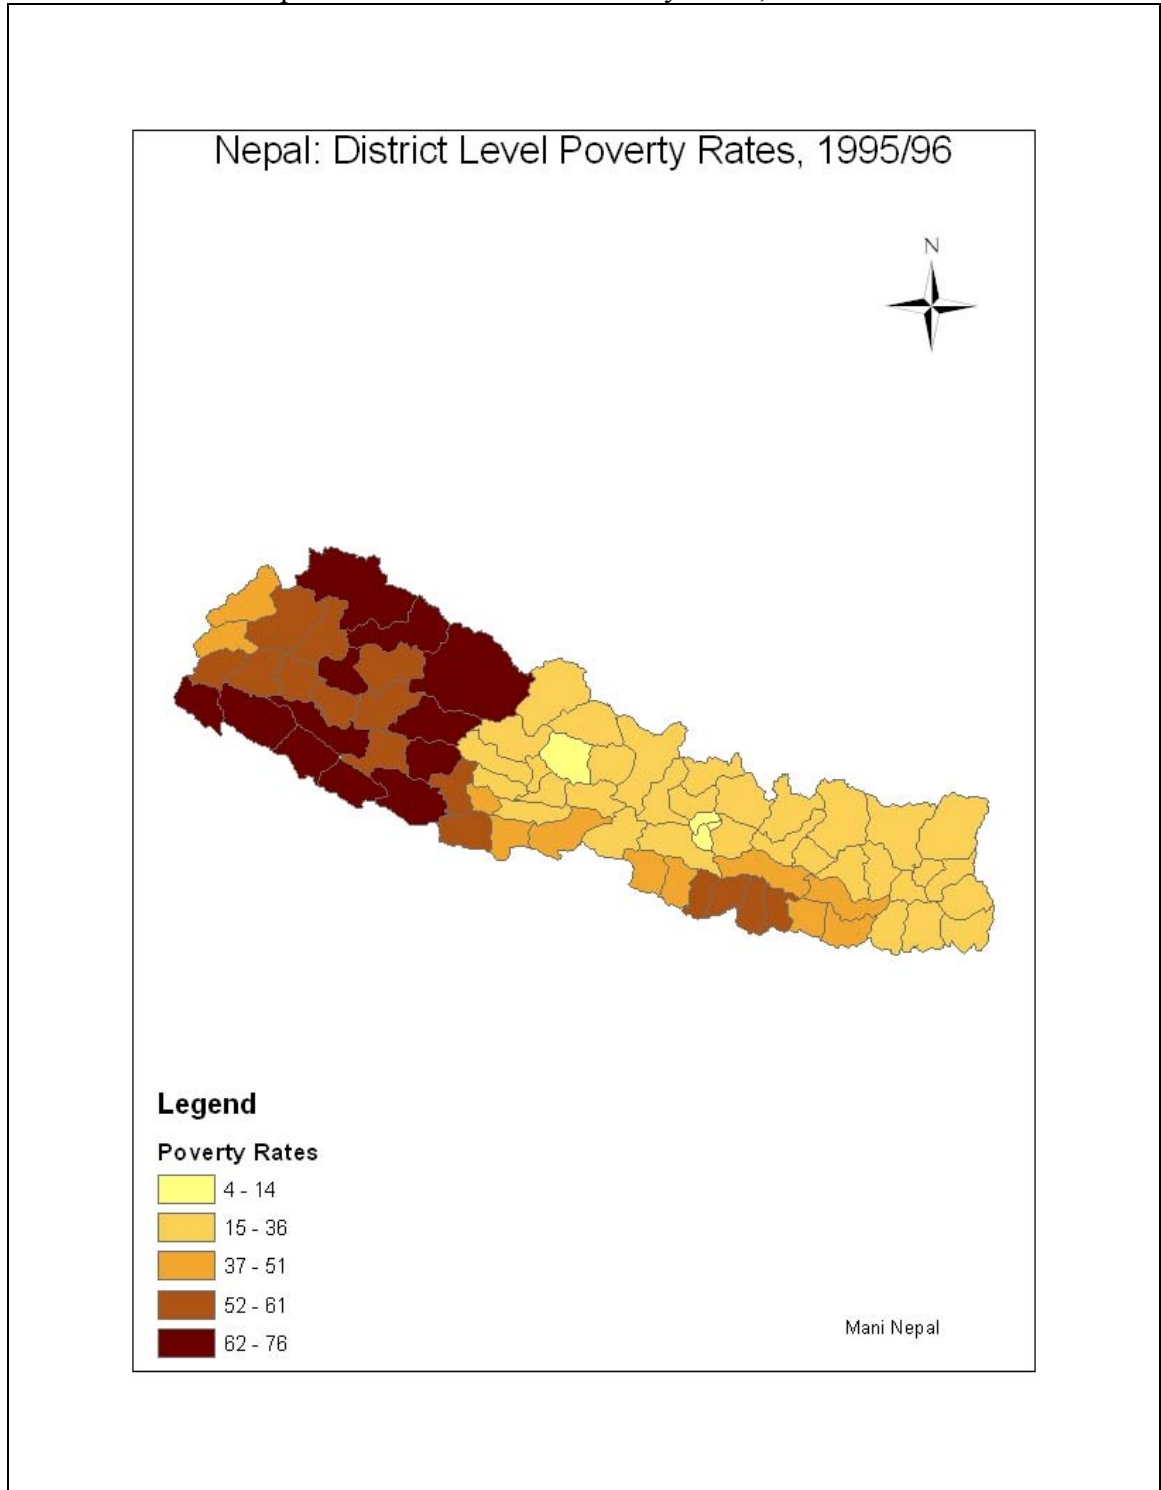 Nepal: District Level Poverty Rates, 1995/96
N
Legend
Poverty Rates
4 - 14
15 - 36
37 - 51
52 - 61
62 - 76
Mani Nepal